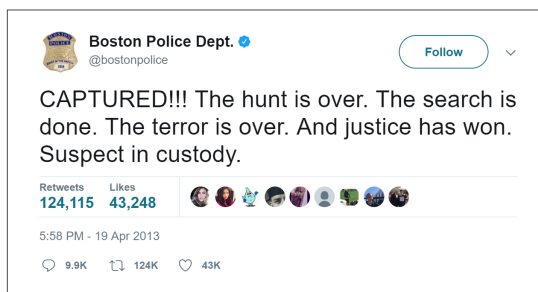 Boston Police Dept.
@bostonpolice
Follow
CAPTURED!!! The hunt is over. The search is
done. The terror is over. And justice has won.
Suspect in custody.
Retweets Likes
124,115 43,248
5:58 PM - 19 Apr 2013
9.9K 124K 43K